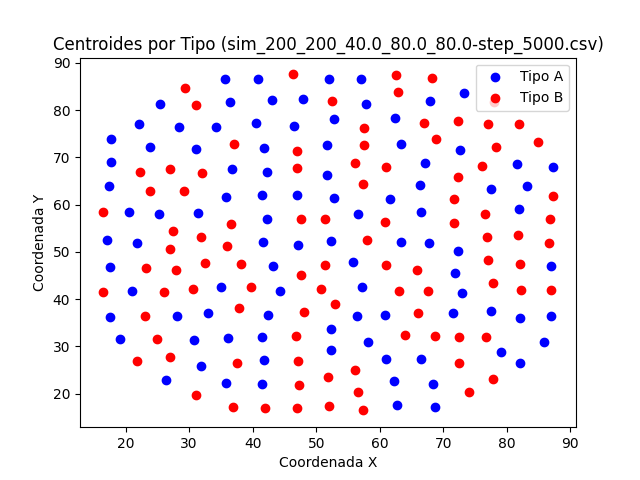 Centroides por Tipo (sim_200_200_40.0_80.0_80.0-step_5000.csv)
Tipo A
Tipo B
90
80
70
60
50
40
30
20
Coordenada Y
20 30 40 50 60 70 80 90
Coordenada X